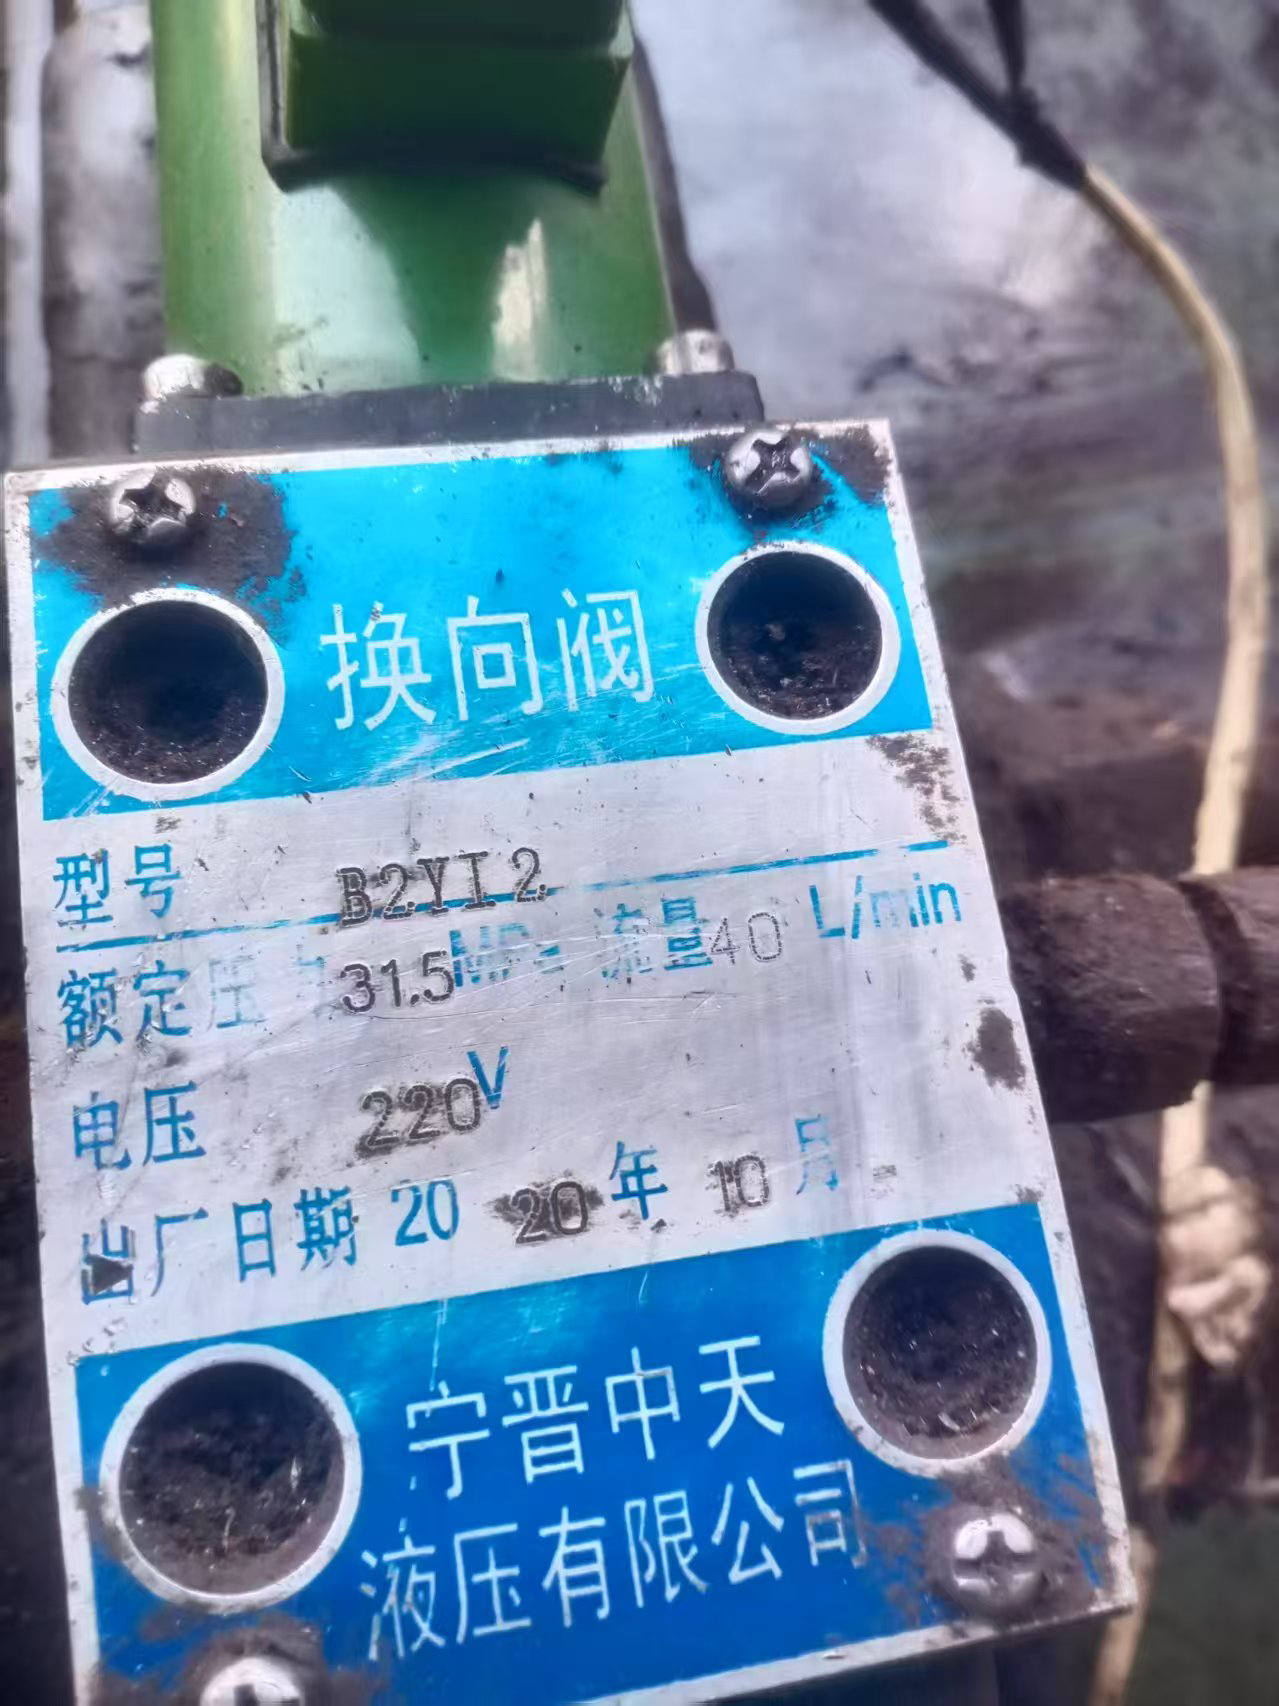 换向阀
型号 B2YI2
额定压 31.5MPa 流量40 L/min
电压 220V
出厂日期 2020年10月
宁晋中天
液压有限公司